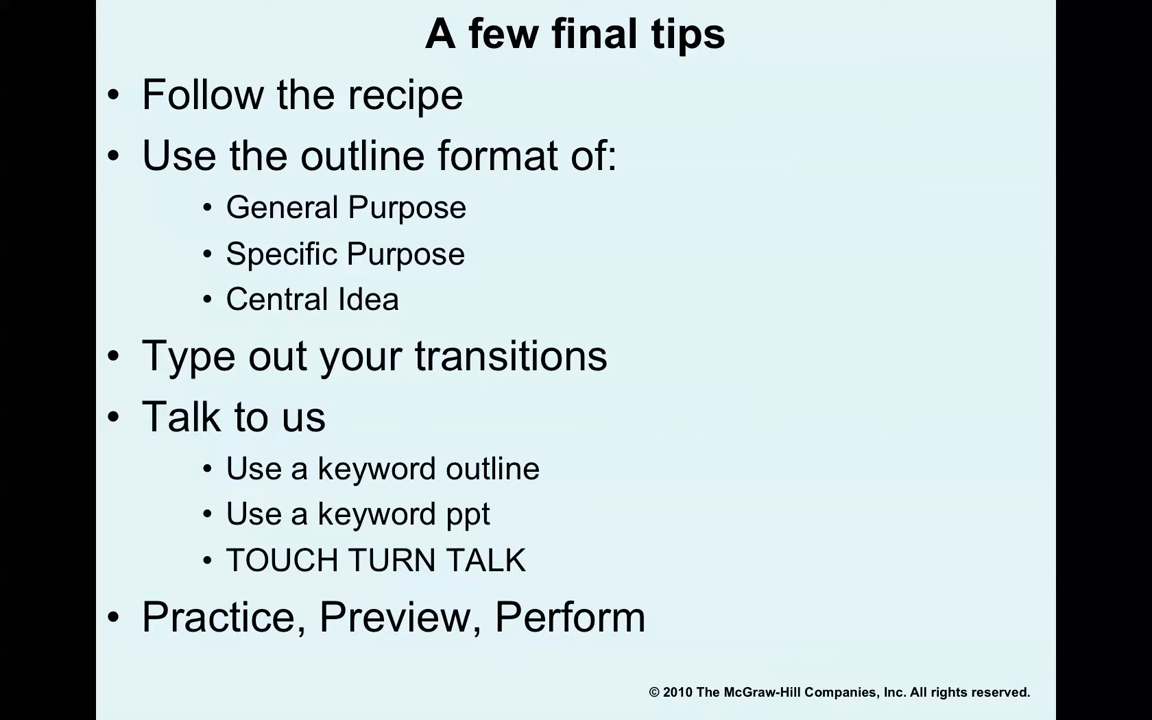 A few final tips
• Follow the recipe
• Use the outline format of:
• General Purpose
• Specific Purpose
• Central Idea
• Type out your transitions
• Talk to us
• Use a keyword outline
• Use a keyword ppt
• TOUCH TURN TALK
• Practice, Preview, Perform
© 2010 The McGraw-Hill Companies, Inc. All rights reserved.